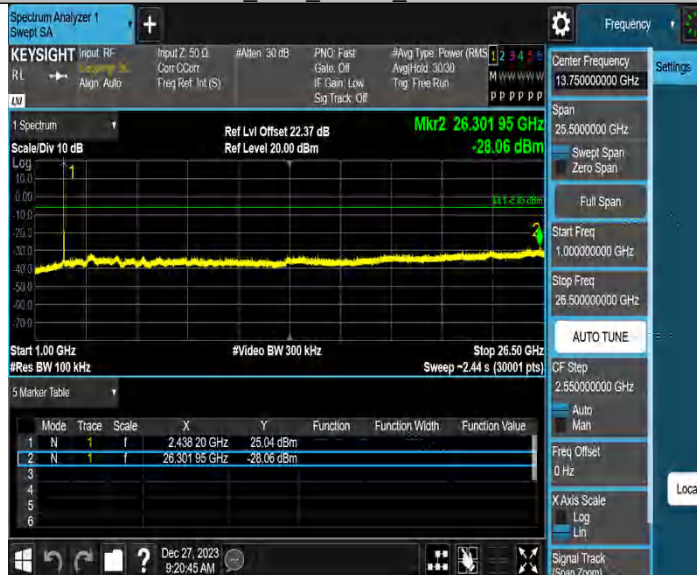 Spectrum Analyzer 1
Swept SA
Frequency
KEYSIGHT
RL
Input: RF
Align: Auto
Input Z: 50 Ω
Corr CCorr
Freq Ref: Int (S)
#Atten: 30 dB
PNO: Fast
Gate: Off
IF Gain: Low
Sig Track: Off
#Avg Type: Power (RMS
Avg|Hold: 30/30
Trig: Free Run
1 2 3 4 5 6
M W W W W W
P P P P P P
LXI
1 Spectrum
Scale/Div 10 dB
Ref Lvl Offset 22.37 dB
Ref Level 20.00 dBm
Mkr2 26.301 95 GHz
-28.06 dBm
Log
10.0
0.00
-10.0
-20.0
-30.0
-40.0
-50.0
-60.0
-70.0
1
2
Start 1.00 GHz
#Res BW 100 kHz
#Video BW 300 kHz
Stop 26.50 GHz
Sweep ~2.44 s (30001 pts)
5 Marker Table
Mode Trace Scale X Y Function Function Width Function Value
1 N 1 f 2.438 20 GHz 25.04 dBm
2 N 1 f 26.301 95 GHz -28.06 dBm
3
4
5
6
Dec 27, 2023
9:20:45 AM
Center Frequency
13.750000000 GHz
Settings
Span
25.5000000 GHz
Swept Span
Zero Span
Full Span
Start Freq
1.000000000 GHz
Stop Freq
26.500000000 GHz
AUTO TUNE
CF Step
2.550000000 GHz
Auto
Man
Freq Offset
0 Hz
X Axis Scale
Log
Lin
Loca
Signal Track
(Span Zoom)